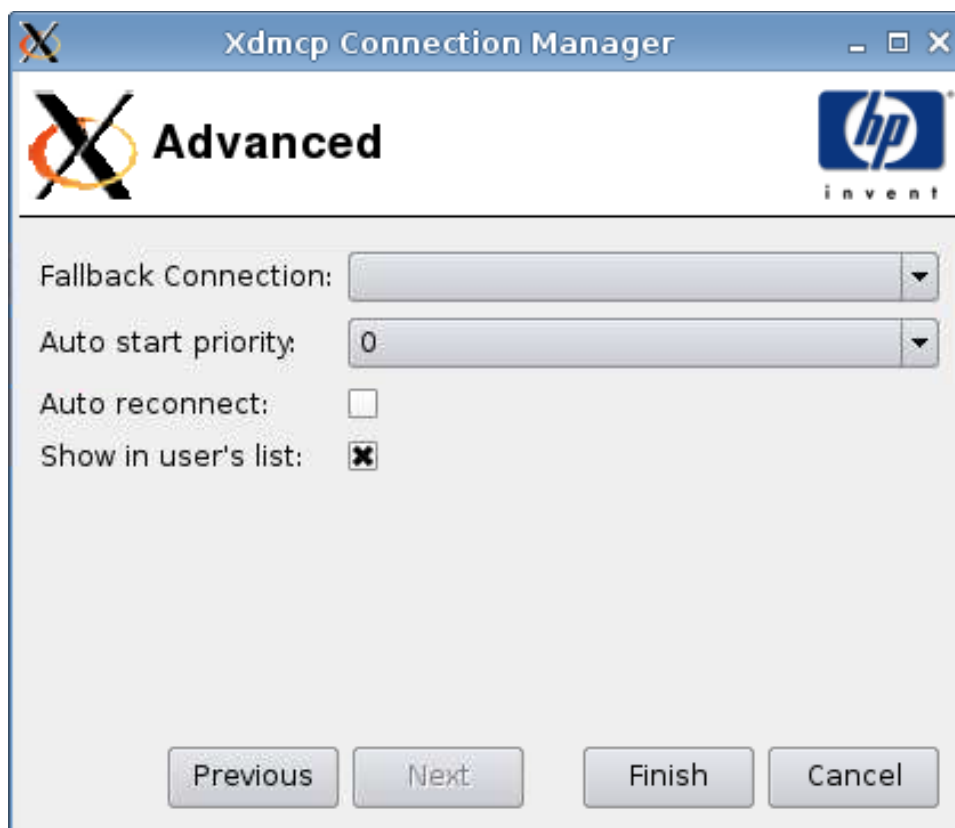 Xdmcp Connection Manager
Advanced
hp
invent
Fallback Connection:
Auto start priority: 0
Auto reconnect:
Show in user's list:
Previous Next Finish Cancel